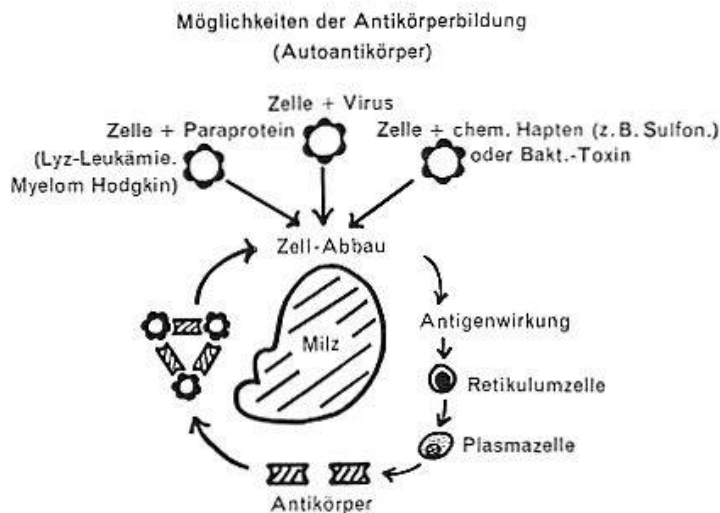 Möglichkeiten der Antikörperbildung
(Autoantikörper)
Zelle + Virus
Zelle + Paraprotein
(Lyz-Leukämie.
Myelom Hodgkin)
Zelle + chem. Hapten (z. B. Sulfon.)
oder Bakt.-Toxin
Zell-Abbau
Antigenwirkung
Milz
Retikulumzelle
Plasmazelle
Antikörper